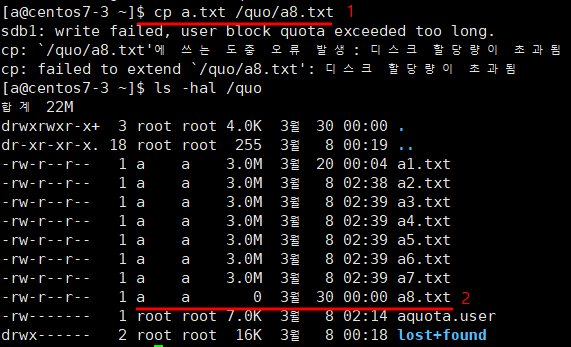 [a@centos7-3 ~]$ cp a.txt /quo/a8.txt 1
sdb1: write failed, user block quota exceeded too long.
cp: `/quo/a8.txt'에 쓰는 도중 오류 발생: 디스크 할당량이 초과됨
cp: failed to extend `/quo/a8.txt': 디스크 할당량이 초과됨
[a@centos7-3 ~]$ ls -hal /quo
합계 22M
drwxrwxr-x+ 3 root root 4.0K 3월 30 00:00 .
dr-xr-xr-x. 18 root root 255 3월 8 00:19 ..
-rw-r--r-- 1 a a 3.0M 3월 20 00:04 a1.txt
-rw-r--r-- 1 a a 3.0M 3월 8 02:38 a2.txt
-rw-r--r-- 1 a a 3.0M 3월 8 02:39 a3.txt
-rw-r--r-- 1 a a 3.0M 3월 8 02:39 a4.txt
-rw-r--r-- 1 a a 3.0M 3월 8 02:39 a5.txt
-rw-r--r-- 1 a a 3.0M 3월 8 02:39 a6.txt
-rw-r--r-- 1 a a 3.0M 3월 8 02:39 a7.txt
-rw-r--r-- 1 a a 0 3월 30 00:00 a8.txt 2
-rw------- 1 root root 7.0K 3월 8 02:14 aquota.user
drwx------ 2 root root 16K 3월 8 00:18 lost+found